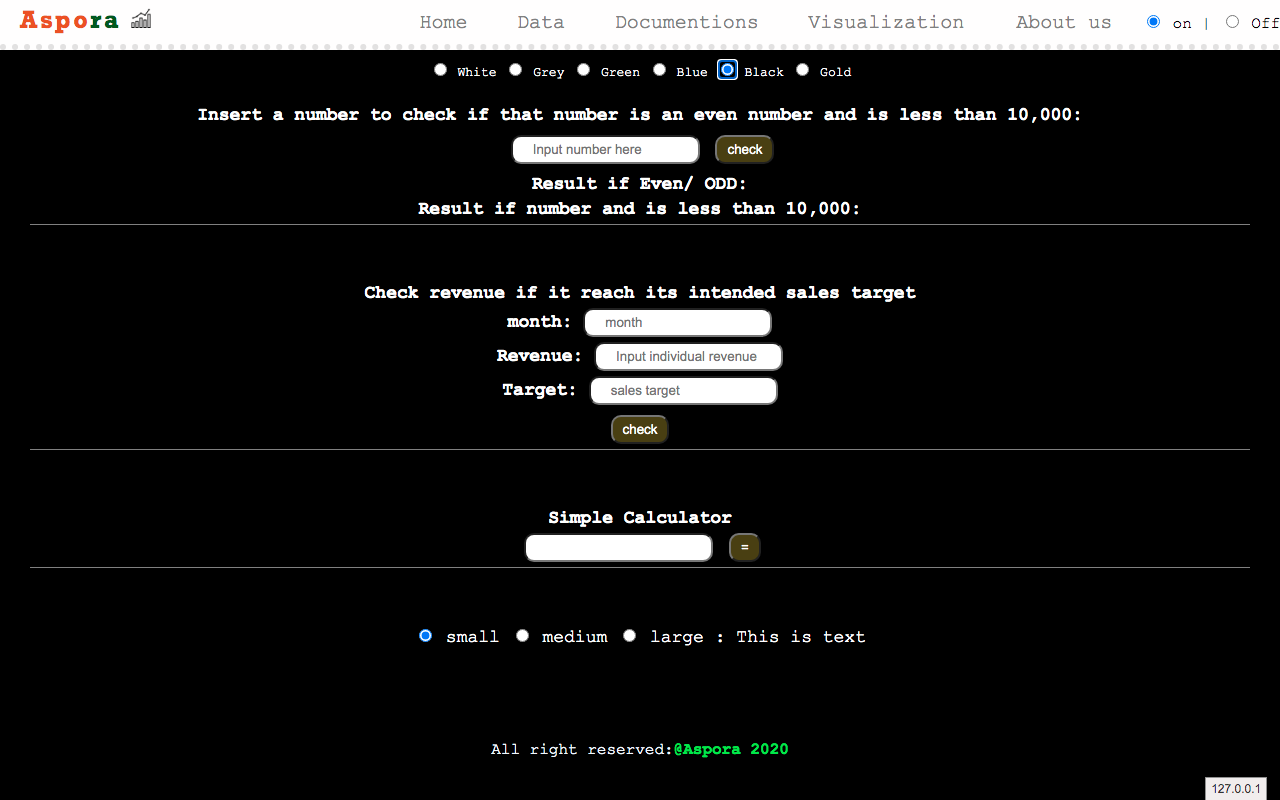 Aspora Home Data Documentions Visualization About us on | Off
White Grey Green Blue Black Gold
Insert a number to check if that number is an even number and is less than 10,000:
Input number here check
Result if Even/ ODD:
Result if number and is less than 10,000:
Check revenue if it reach its intended sales target
month: month
Revenue: Input individual revenue
Target: sales target
check
Simple Calculator
=
small medium large : This is text
All right reserved:@Aspora 2020
127.0.0.1